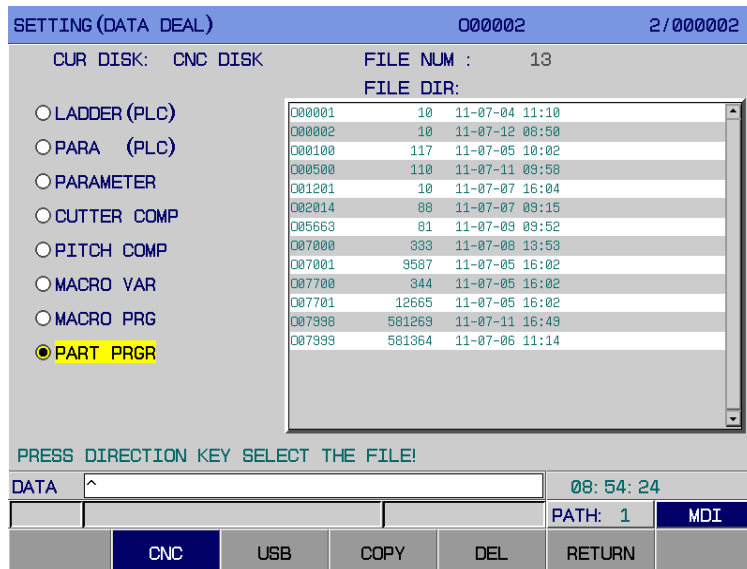 SETTING(DATA DEAL) O00002 2/000002
CUR DISK: CNC DISK FILE NUM : 13
FILE DIR:
LADDER(PLC)
PARA (PLC)
PARAMETER
CUTTER COMP
PITCH COMP
MACRO VAR
MACRO PRG
PART PRGR
O00001 10 11-07-04 11:10
O00002 10 11-07-12 08:50
O00100 117 11-07-05 10:02
O00500 110 11-07-11 09:58
O01201 10 11-07-07 16:04
O02014 88 11-07-07 09:15
O05663 81 11-07-09 09:52
O07000 333 11-07-08 13:53
O07001 9587 11-07-05 16:02
O07700 344 11-07-05 16:02
O07701 12665 11-07-05 16:02
O07998 581269 11-07-11 16:49
O07999 581364 11-07-06 11:14
PRESS DIRECTION KEY SELECT THE FILE!
DATA ^ 08:54:24
PATH: 1 MDI
CNC USB COPY DEL RETURN